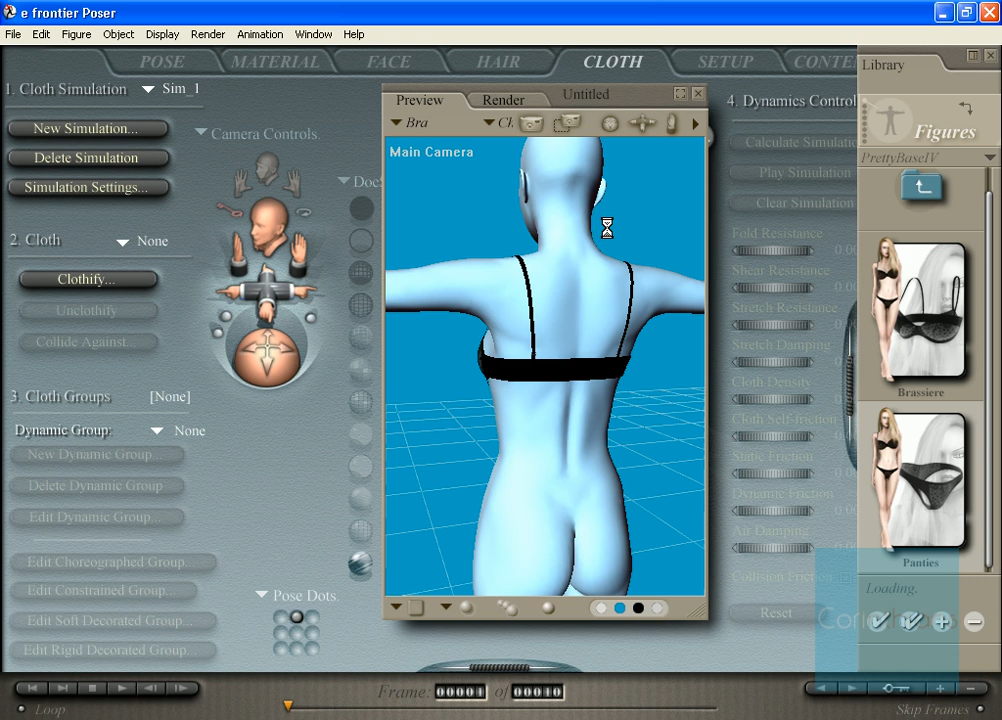 e frontier Poser
File Edit Figure Object Display Render Animation Window Help
POSE MATERIAL FACE HAIR CLOTH SETUP CONTE
1. Cloth Simulation Sim_1
New Simulation...
Delete Simulation
Simulation Settings...
2. Cloth None
Clothify...
Unclothify
Collide Against...
3. Cloth Groups [None]
Dynamic Group: None
New Dynamic Group...
Delete Dynamic Group
Edit Dynamic Group...
Edit Choreographed Group...
Edit Constrained Group...
Edit Soft Decorated Group...
Edit Rigid Decorated Group...
Camera Controls.
Pose Dots.
Preview Render Untitled
Bra
Main Camera
4. Dynamics Control
Calculate Simulatio
Play Simulation
Clear Simulation
Fold Resistance
Shear Resistance
Stretch Resistance
Stretch Damping
Cloth Density
Cloth Self-friction
Static Friction
Dynamic Friction
Air Damping
Collision Friction
Reset
Library
Figures
PrettyBaseIV
Brassiere
Panties
Loading.
Loop
Frame: 00001 of 00010
Skip Frames